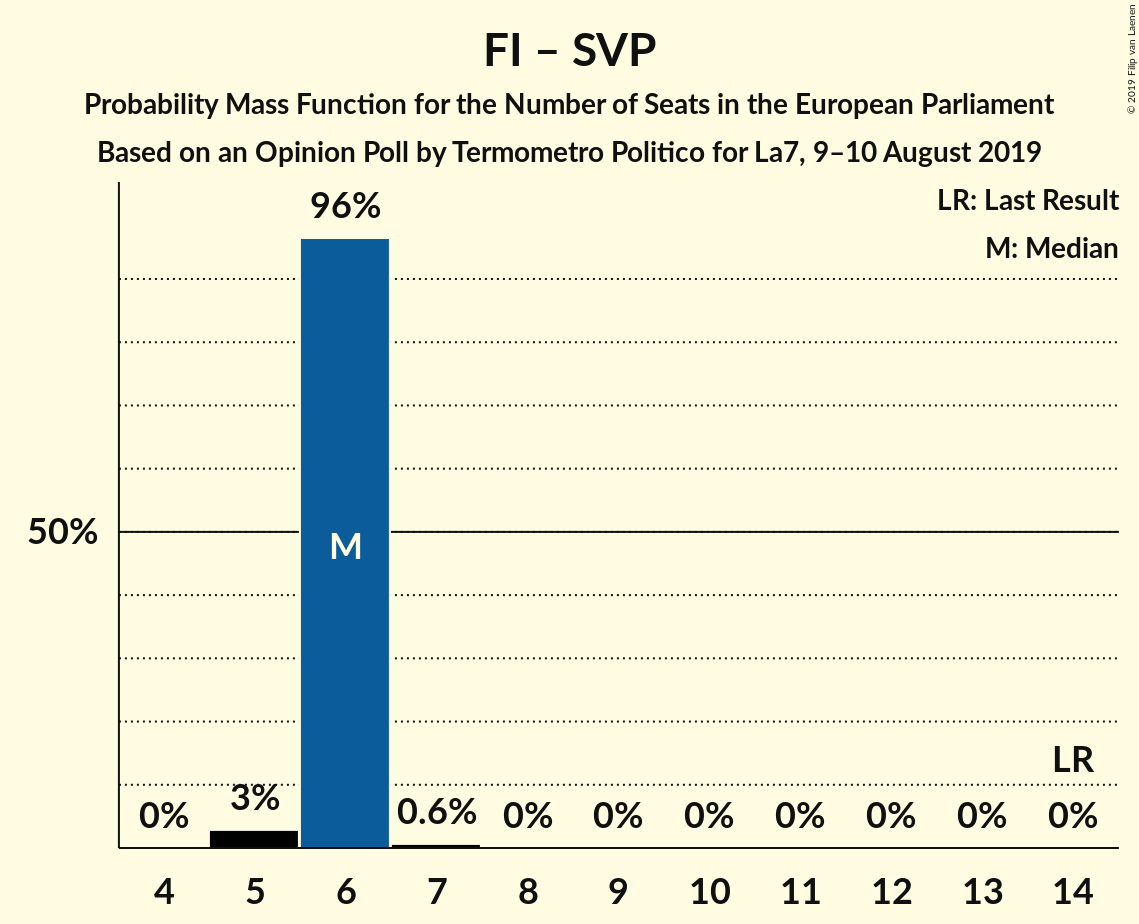 FI – SVP
Probability Mass Function for the Number of Seats in the European Parliament
Based on an Opinion Poll by Termometro Politico for La7, 9–10 August 2019
© 2019 Filip van Laenen
LR: Last Result
M: Median
96%
50%
M
LR
0% 3% 0.6% 0% 0% 0% 0% 0% 0% 0%
4 5 6 7 8 9 10 11 12 13 14